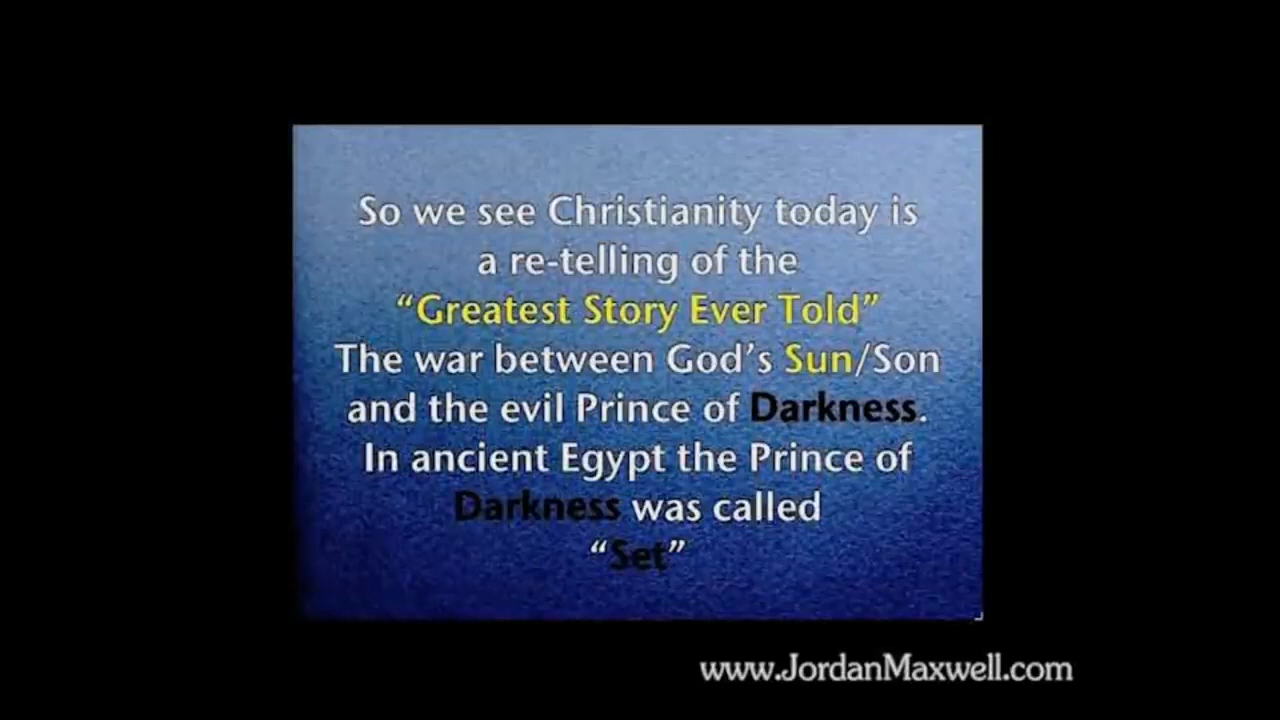 So we see Christianity today is
a re-telling of the
“Greatest Story Ever Told”
The war between God’s Sun/Son
and the evil Prince of Darkness.
In ancient Egypt the Prince of
Darkness was called
“Set”
www.JordanMaxwell.com